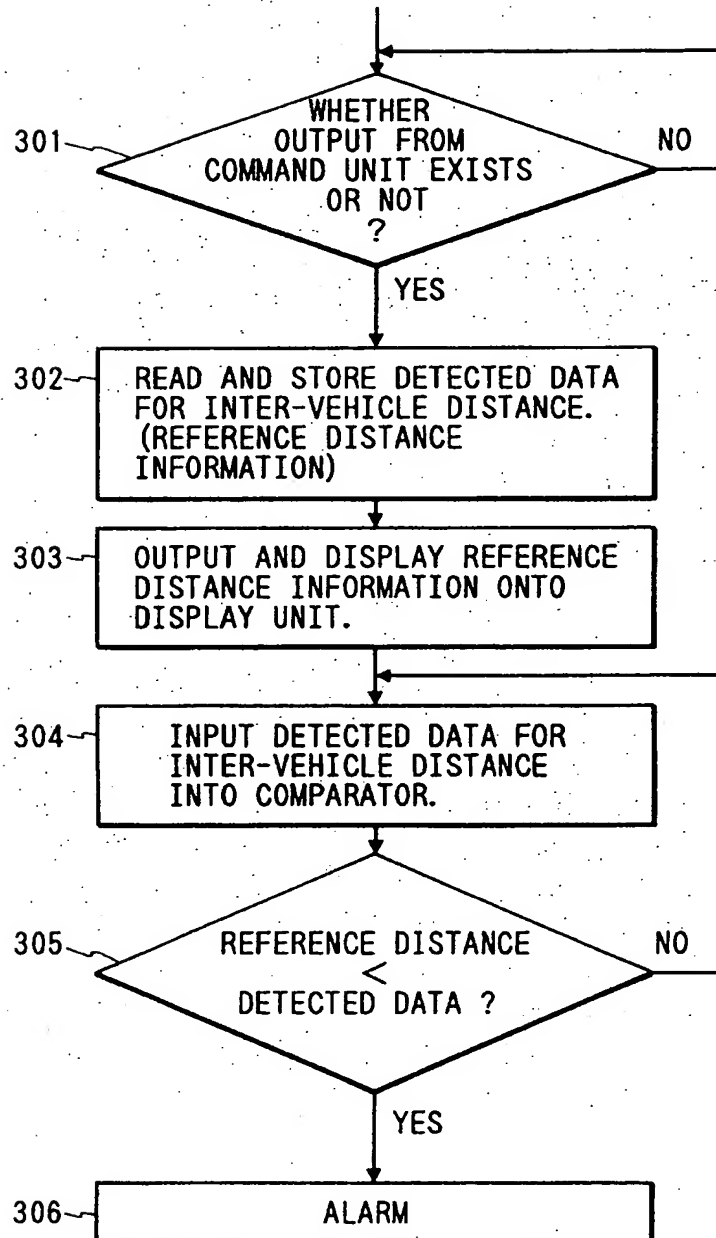 WHETHER
OUTPUT FROM
301
COMMAND UNIT EXISTS
NO
OR NOT
?
YES
302
READ AND STORE DETECTED DATA
FOR INTER-VEHICLE DISTANCE.
(REFERENCE DISTANCE
INFORMATION)
303
OUTPUT AND DISPLAY REFERENCE
DISTANCE INFORMATION ONTO
DISPLAY UNIT.
304
INPUT DETECTED DATA FOR
INTER-VEHICLE DISTANCE
INTO COMPARATOR.
305
REFERENCE DISTANCE
NO
<
DETECTED DATA ?
YES
306
ALARM